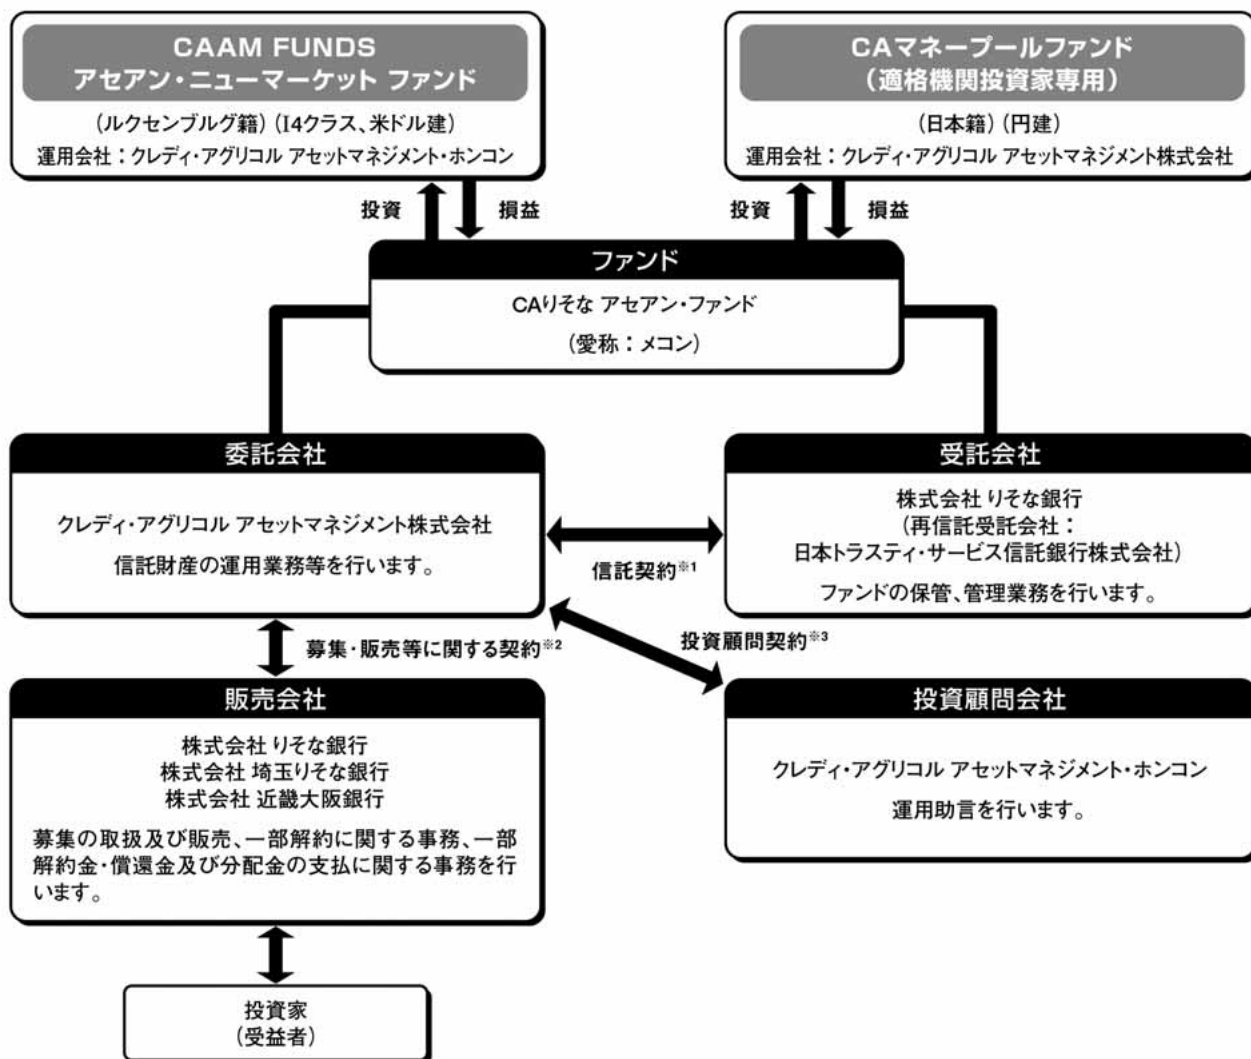 CAAM FUNDS
アセアン・ニューマーケット ファンド
(ルクセンブルグ籍) (I4クラス、米ドル建)
運用会社：クレディ・アグリコル アセットマネジメント・ホンコン
CAマネープールファンド
(適格機関投資家専用)
(日本籍) (円建)
運用会社：クレディ・アグリコル アセットマネジメント株式会社
投資
損益
投資
損益
ファンド
CAりそな アセアン・ファンド
(愛称：メコン)
委託会社
クレディ・アグリコル アセットマネジメント株式会社
信託財産の運用業務等を行います。
受託会社
株式会社 りそな銀行
(再信託受託会社：
日本トラスティ・サービス信託銀行株式会社)
ファンドの保管、管理業務を行います。
信託契約※1
募集・販売等に関する契約※2
投資顧問契約※3
販売会社
株式会社 りそな銀行
株式会社 埼玉りそな銀行
株式会社 近畿大阪銀行
募集の取扱及び販売、一部解約に関する事務、一部
解約金・償還金及び分配金の支払に関する事務を行
います。
投資顧問会社
クレディ・アグリコル アセットマネジメント・ホンコン
運用助言を行います。
投資家
(受益者)